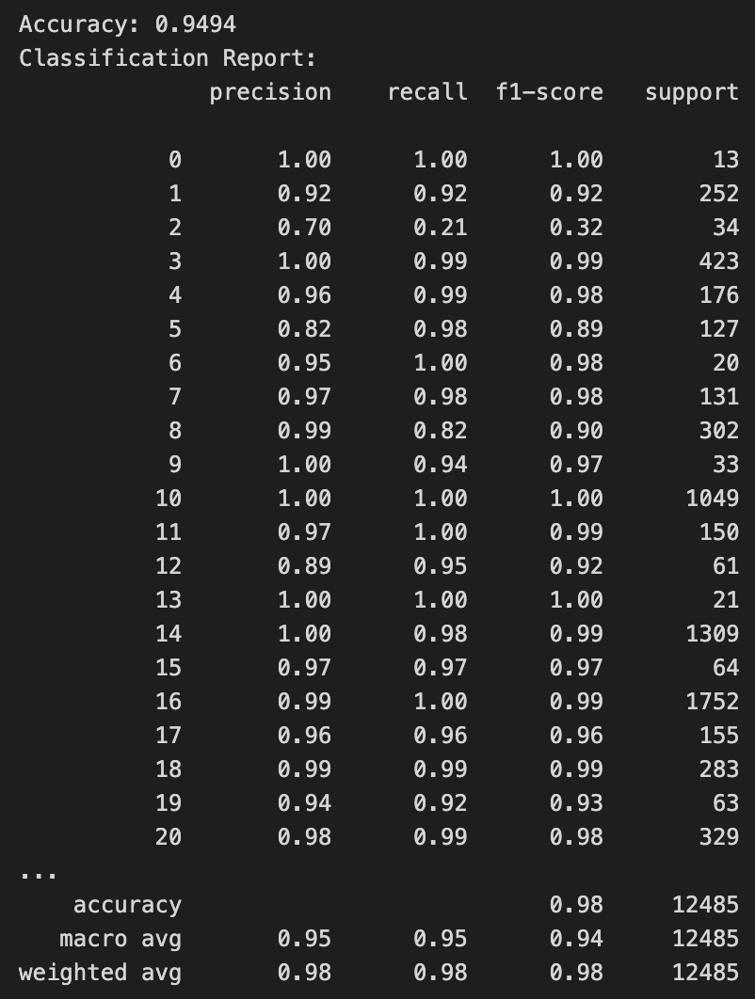 Accuracy: 0.9494
Classification Report:
precision recall f1-score support
0 1.00 1.00 1.00 13
1 0.92 0.92 0.92 252
2 0.70 0.21 0.32 34
3 1.00 0.99 0.99 423
4 0.96 0.99 0.98 176
5 0.82 0.98 0.89 127
6 0.95 1.00 0.98 20
7 0.97 0.98 0.98 131
8 0.99 0.82 0.90 302
9 1.00 0.94 0.97 33
10 1.00 1.00 1.00 1049
11 0.97 1.00 0.99 150
12 0.89 0.95 0.92 61
13 1.00 1.00 1.00 21
14 1.00 0.98 0.99 1309
15 0.97 0.97 0.97 64
16 0.99 1.00 0.99 1752
17 0.96 0.96 0.96 155
18 0.99 0.99 0.99 283
19 0.94 0.92 0.93 63
20 0.98 0.99 0.98 329
...
accuracy 0.98 12485
macro avg 0.95 0.95 0.94 12485
weighted avg 0.98 0.98 0.98 12485